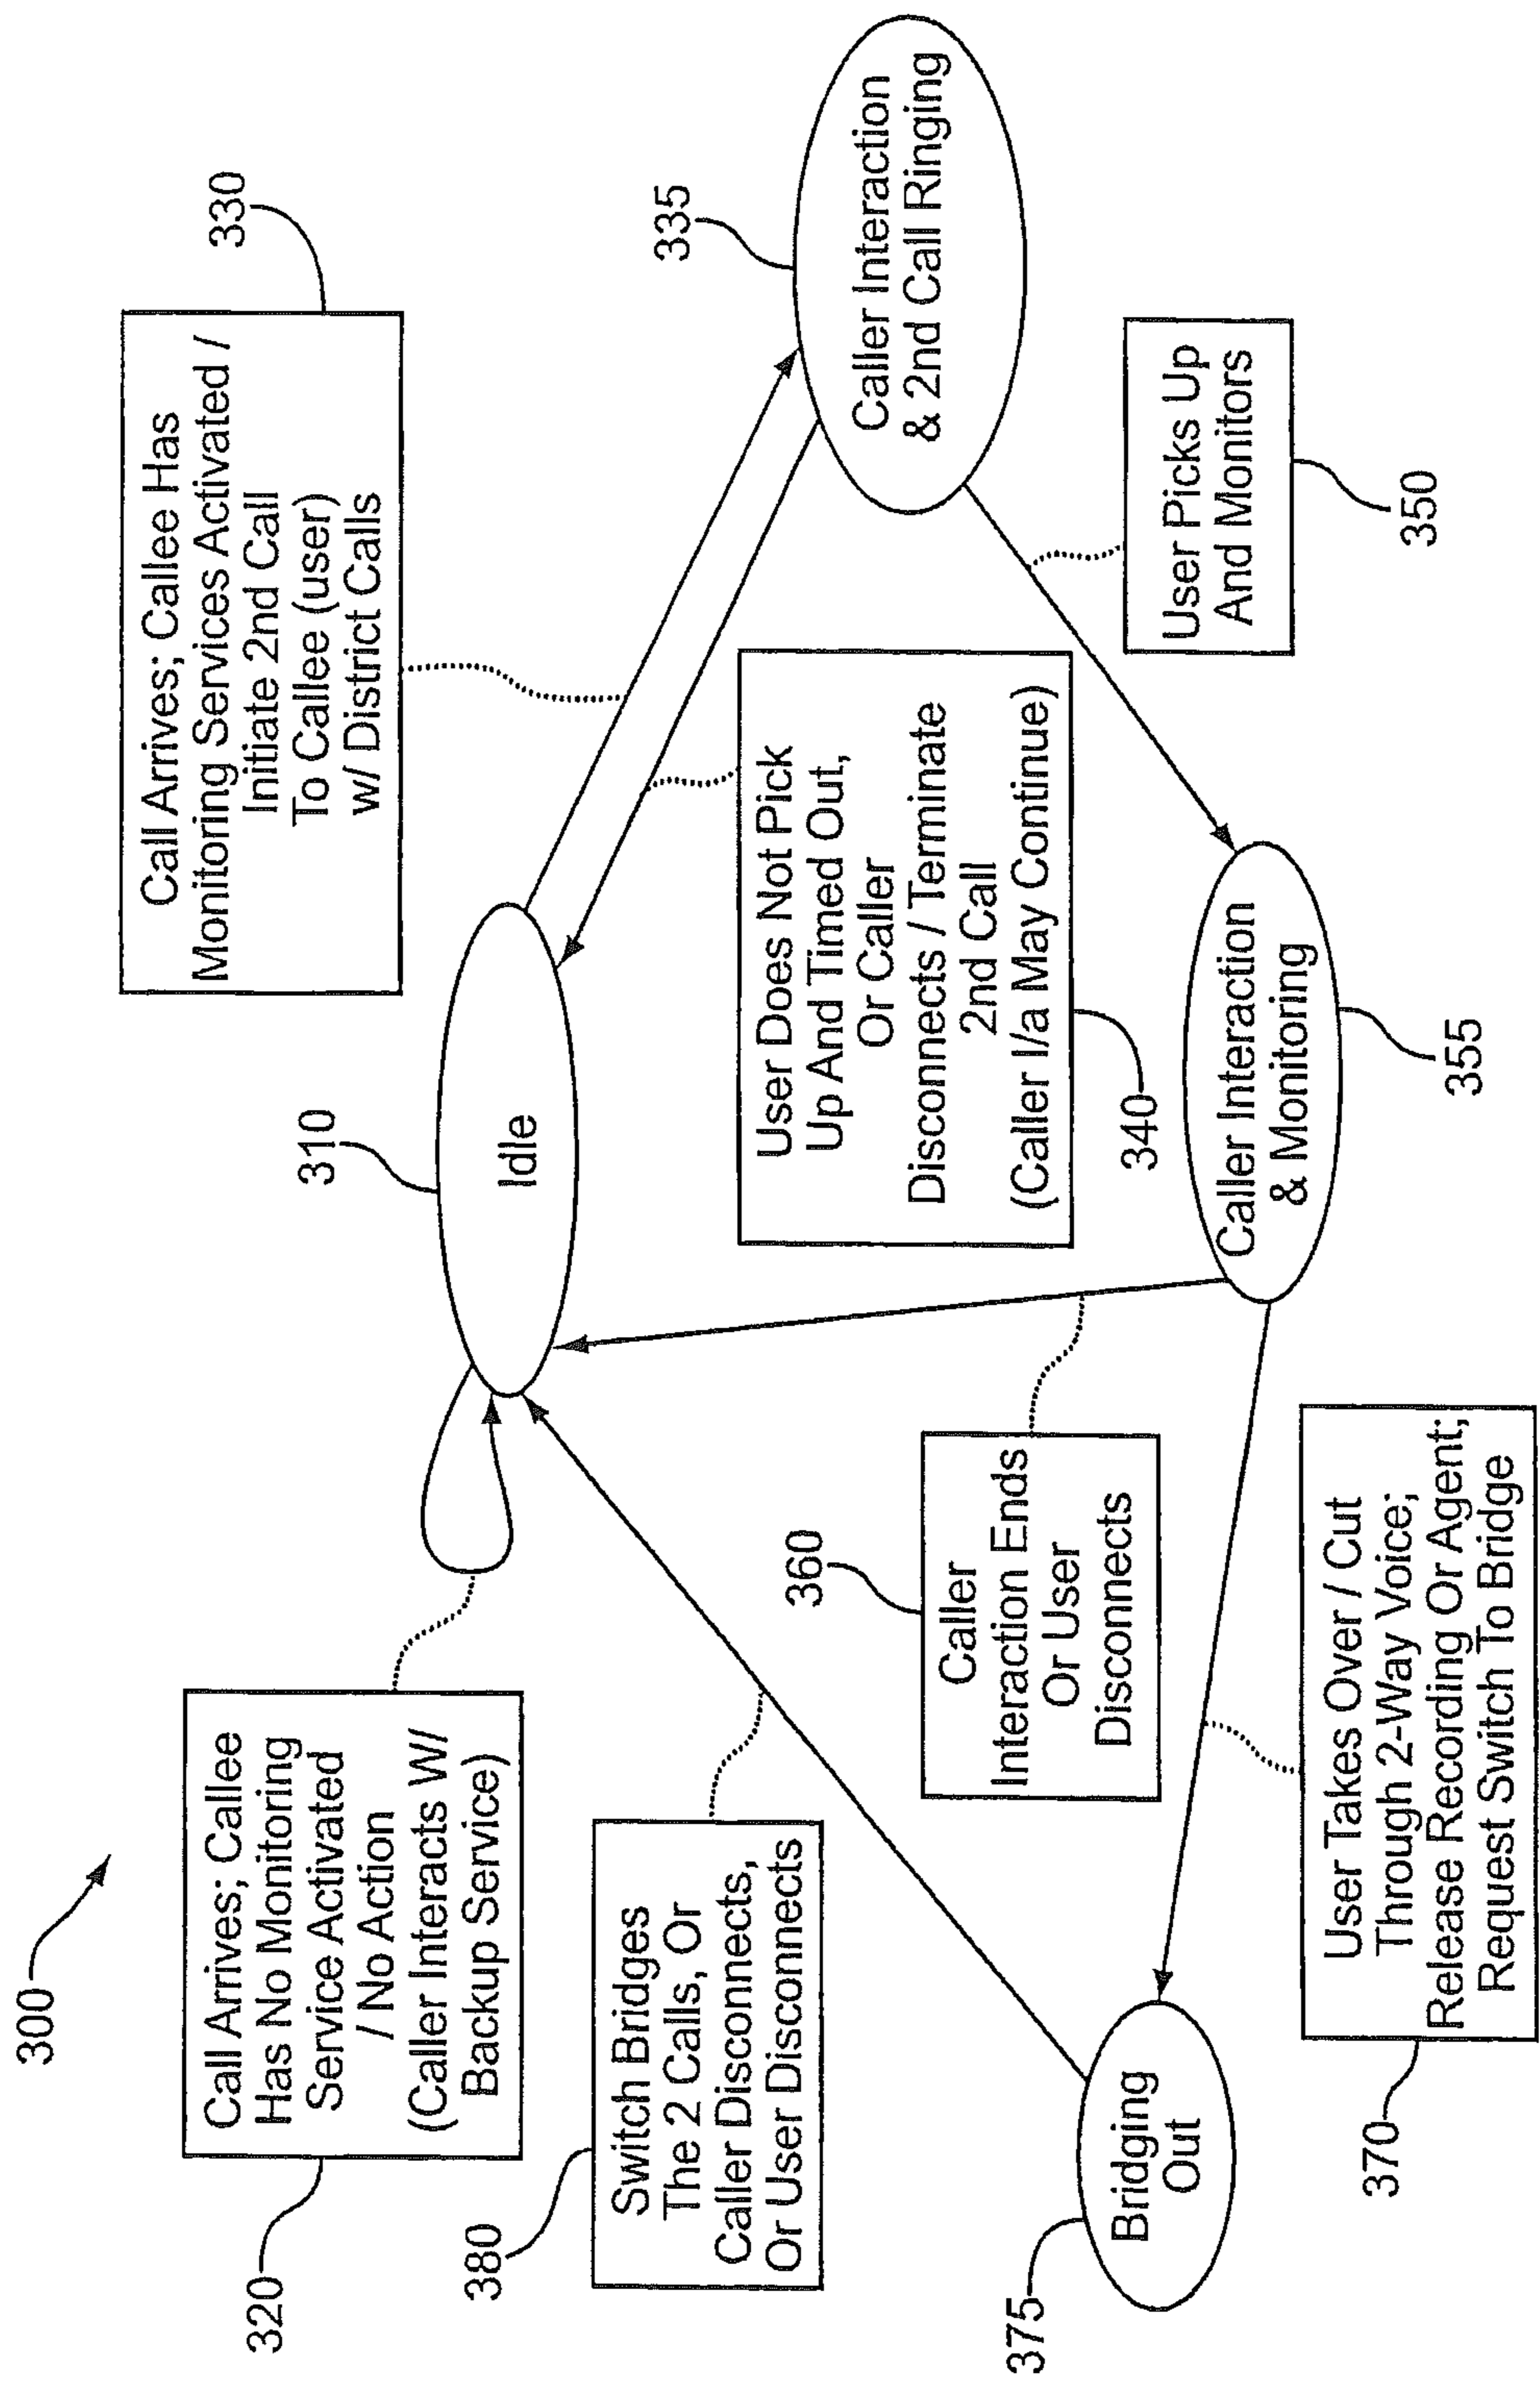 300
320
Call Arrives; Callee
Has No Monitoring
Service Activated
/ No Action
(Caller Interacts W/
Backup Service)
310
Idle
330
Call Arrives; Callee Has
Monitoring Services Activated /
Initiate 2nd Call
To Callee (user)
w/ District Calls
335
Caller Interaction
& 2nd Call Ringing
380
Switch Bridges
The 2 Calls, Or
Caller Disconnects,
Or User Disconnects
User Does Not Pick
Up And Timed Out,
Or Caller
Disconnects / Terminate
2nd Call
(Caller I/a May Continue)
340
360
Caller
Interaction Ends
Or User
Disconnects
User Picks Up
And Monitors
350
375
Bridging
Out
Caller Interaction
& Monitoring
355
User Takes Over / Cut
Through 2-Way Voice;
Release Recording Or Agent;
Request Switch To Bridge
370